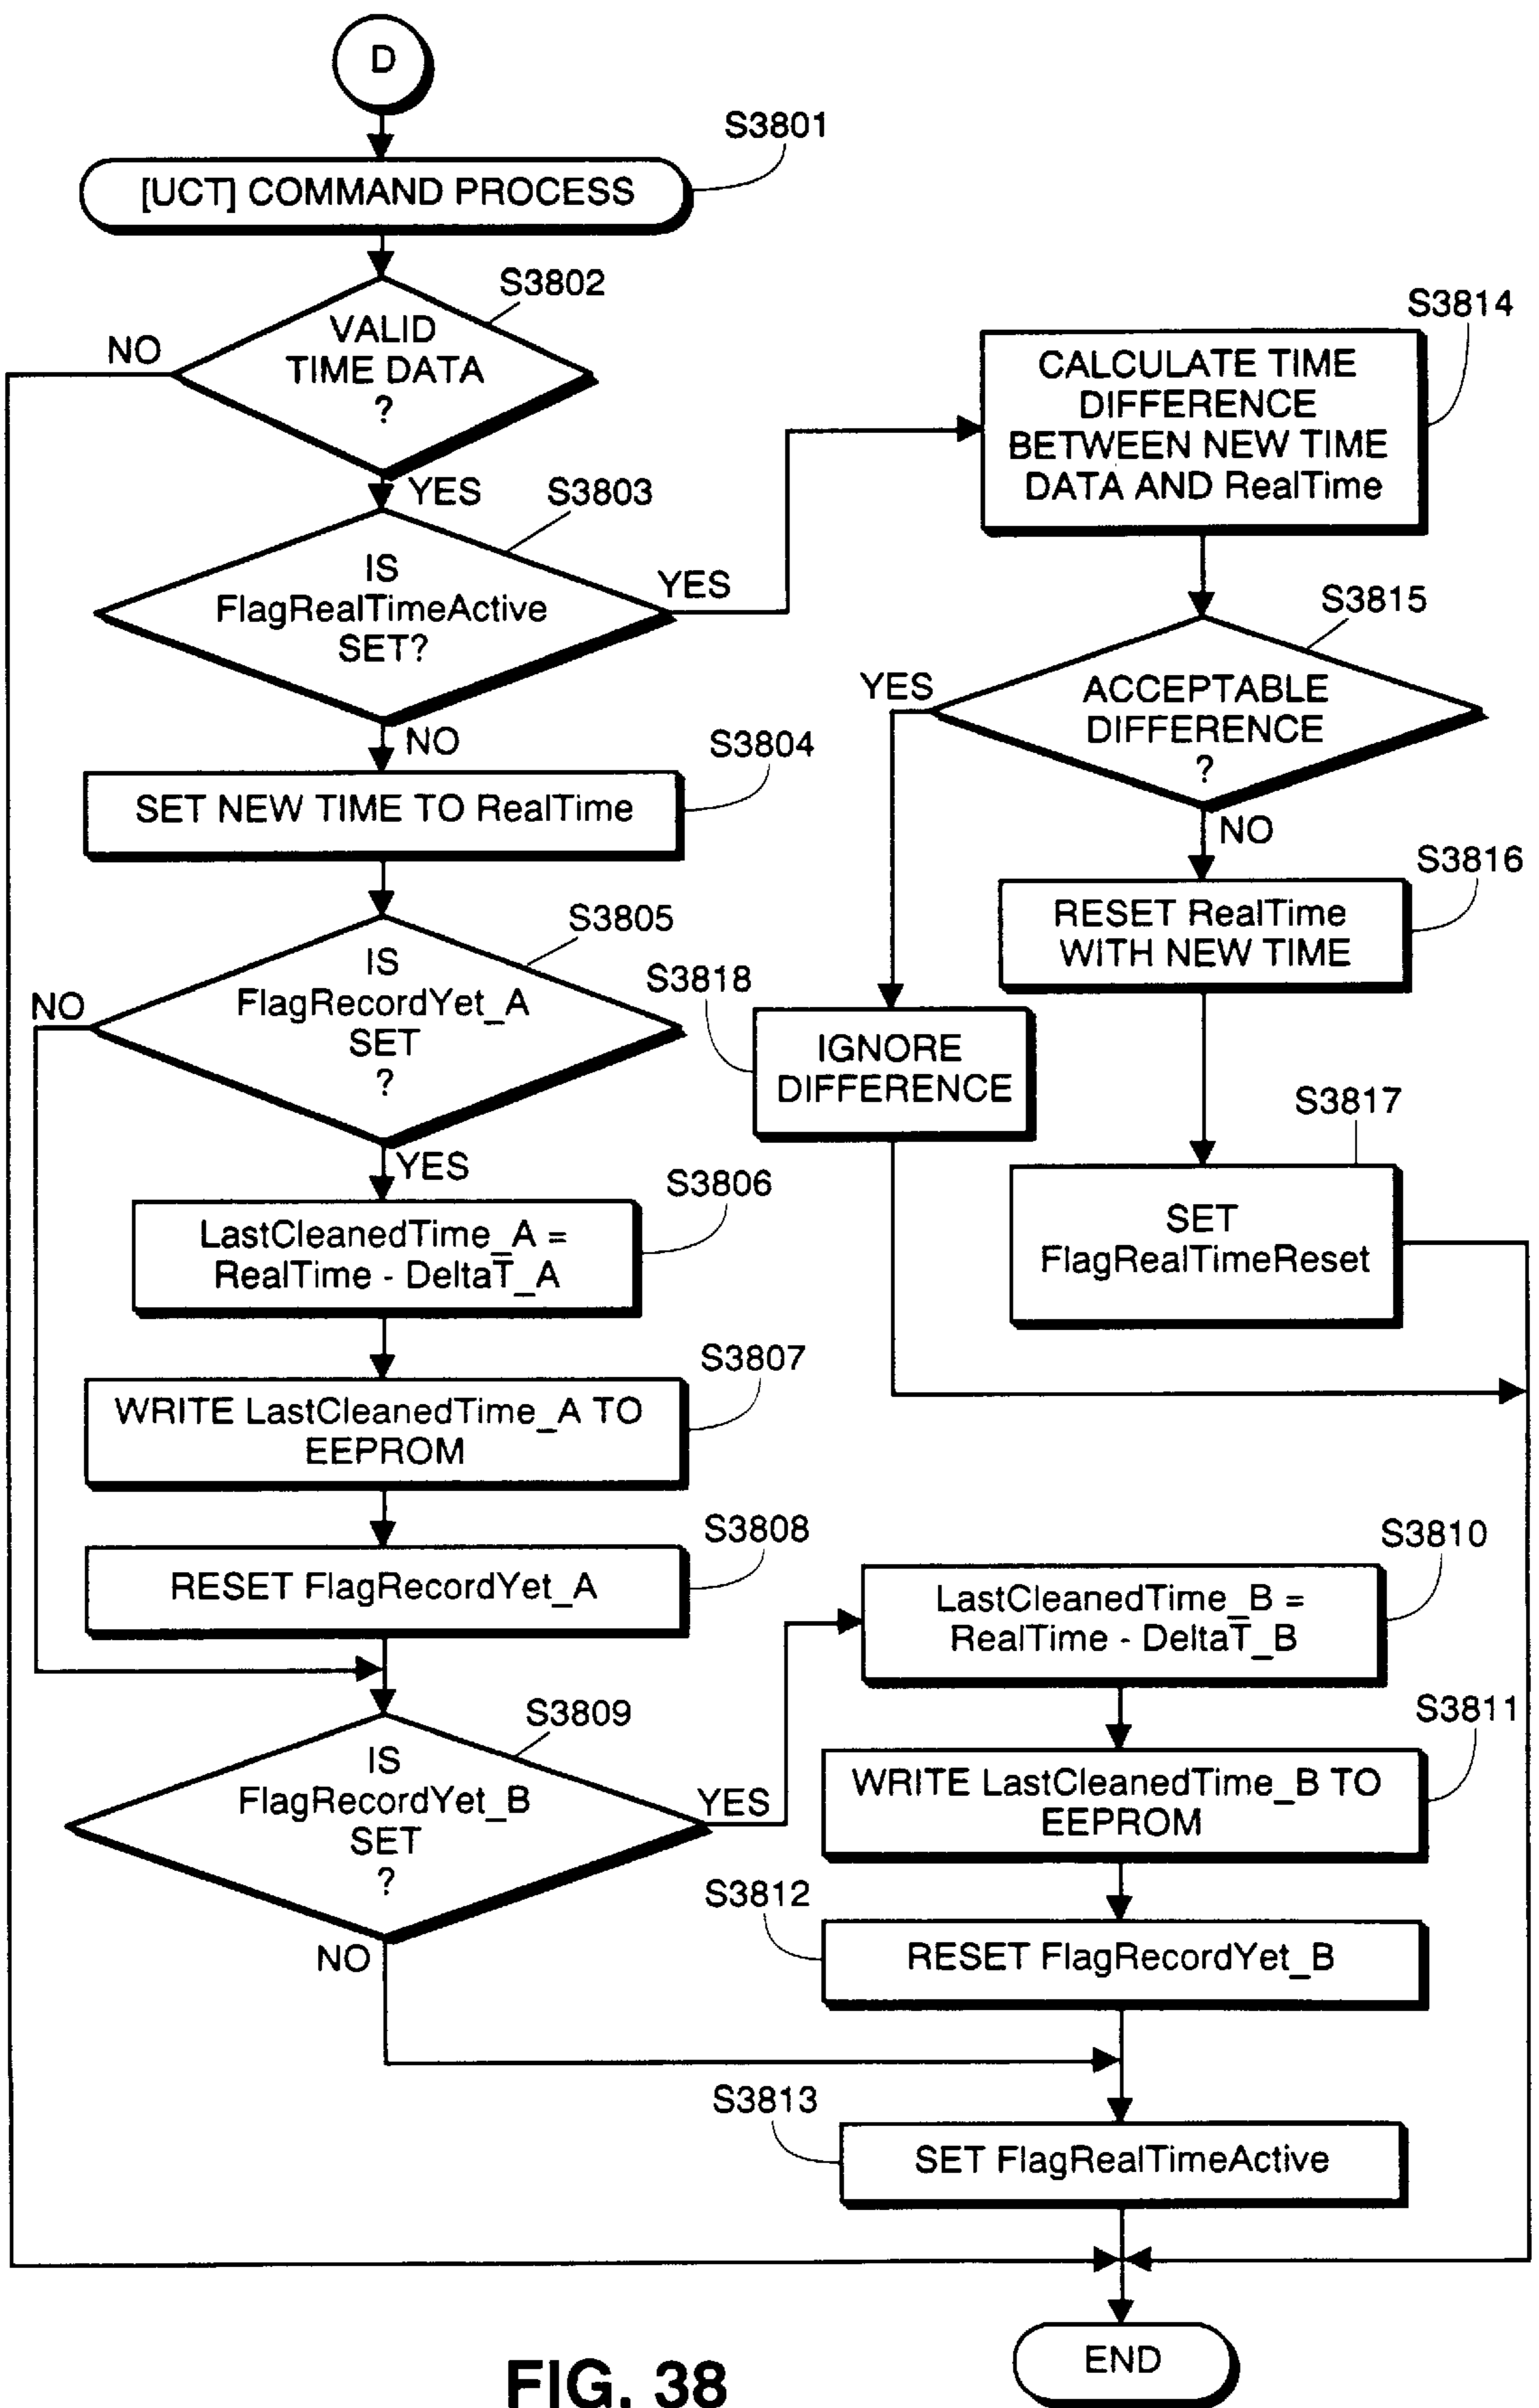 D
S3801
[UCT] COMMAND PROCESS
S3802
VALID
TIME DATA
?
NO
YES
S3803
IS
FlagRealTimeActive
SET?
YES
NO
S3804
SET NEW TIME TO RealTime
S3805
IS
FlagRecordYet_A
SET
?
NO
YES
S3806
LastCleanedTime_A =
RealTime - DeltaT_A
S3807
WRITE LastCleanedTime_A TO
EEPROM
S3808
RESET FlagRecordYet_A
S3809
IS
FlagRecordYet_B
SET
?
YES
NO
S3814
CALCULATE TIME
DIFFERENCE
BETWEEN NEW TIME
DATA AND RealTime
S3815
ACCEPTABLE
DIFFERENCE
?
YES
NO
S3816
RESET RealTime
WITH NEW TIME
S3818
IGNORE
DIFFERENCE
S3817
SET
FlagRealTimeReset
S3810
LastCleanedTime_B =
RealTime - DeltaT_B
S3811
WRITE LastCleanedTime_B TO
EEPROM
S3812
RESET FlagRecordYet_B
S3813
SET FlagRealTimeActive
END
FIG. 38